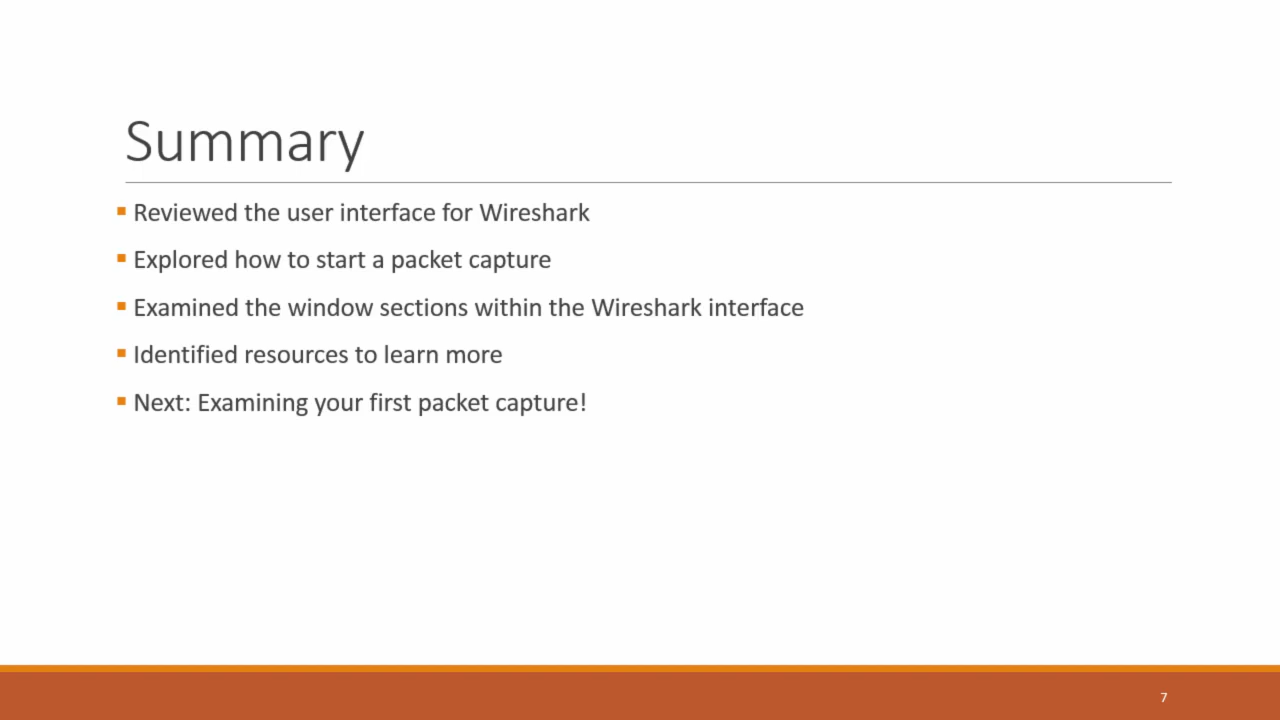 Summary
Reviewed the user interface for Wireshark
Explored how to start a packet capture
Examined the window sections within the Wireshark interface
Identified resources to learn more
Next: Examining your first packet capture!
7